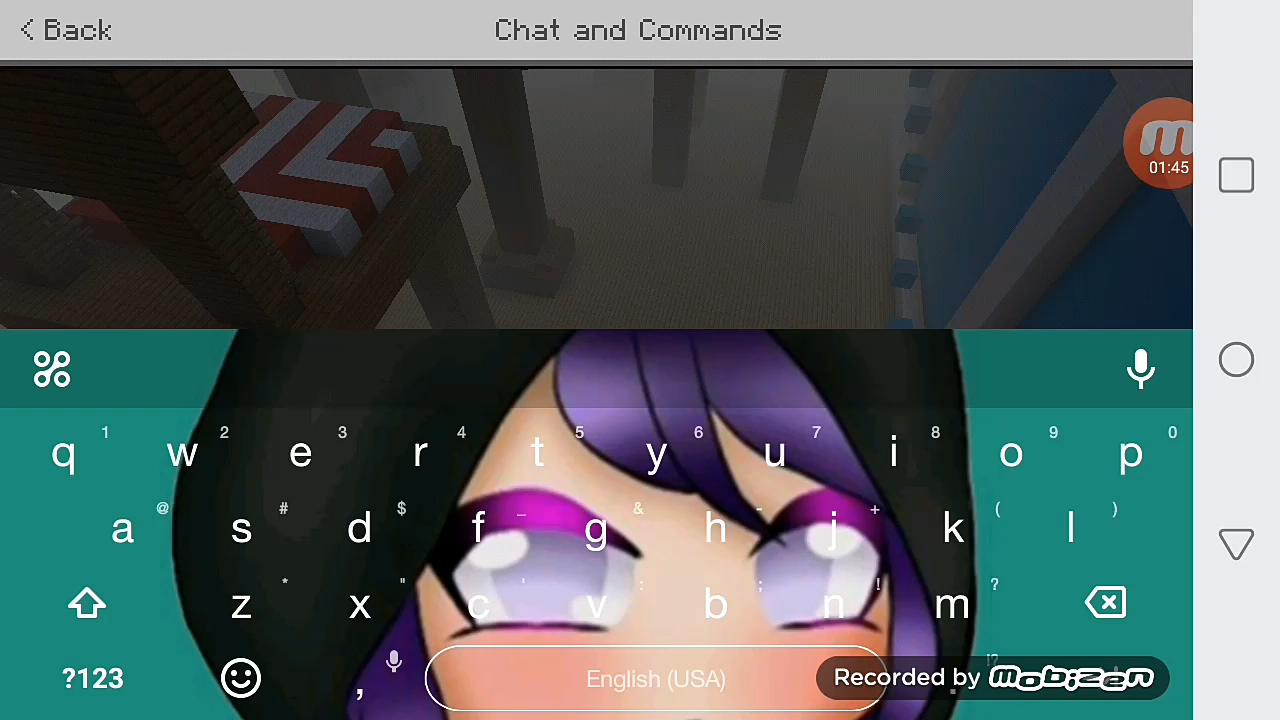 < Back
Chat and Commands
01:45
1 2 3 4 5 6 7 8 9 0
q w e r t y u i o p
@ # $ _ & - + ( )
a s d f g h j k l
* " ' : ; ! ?
z x c v b n m
?123 , English (USA) .
Recorded by mobizen